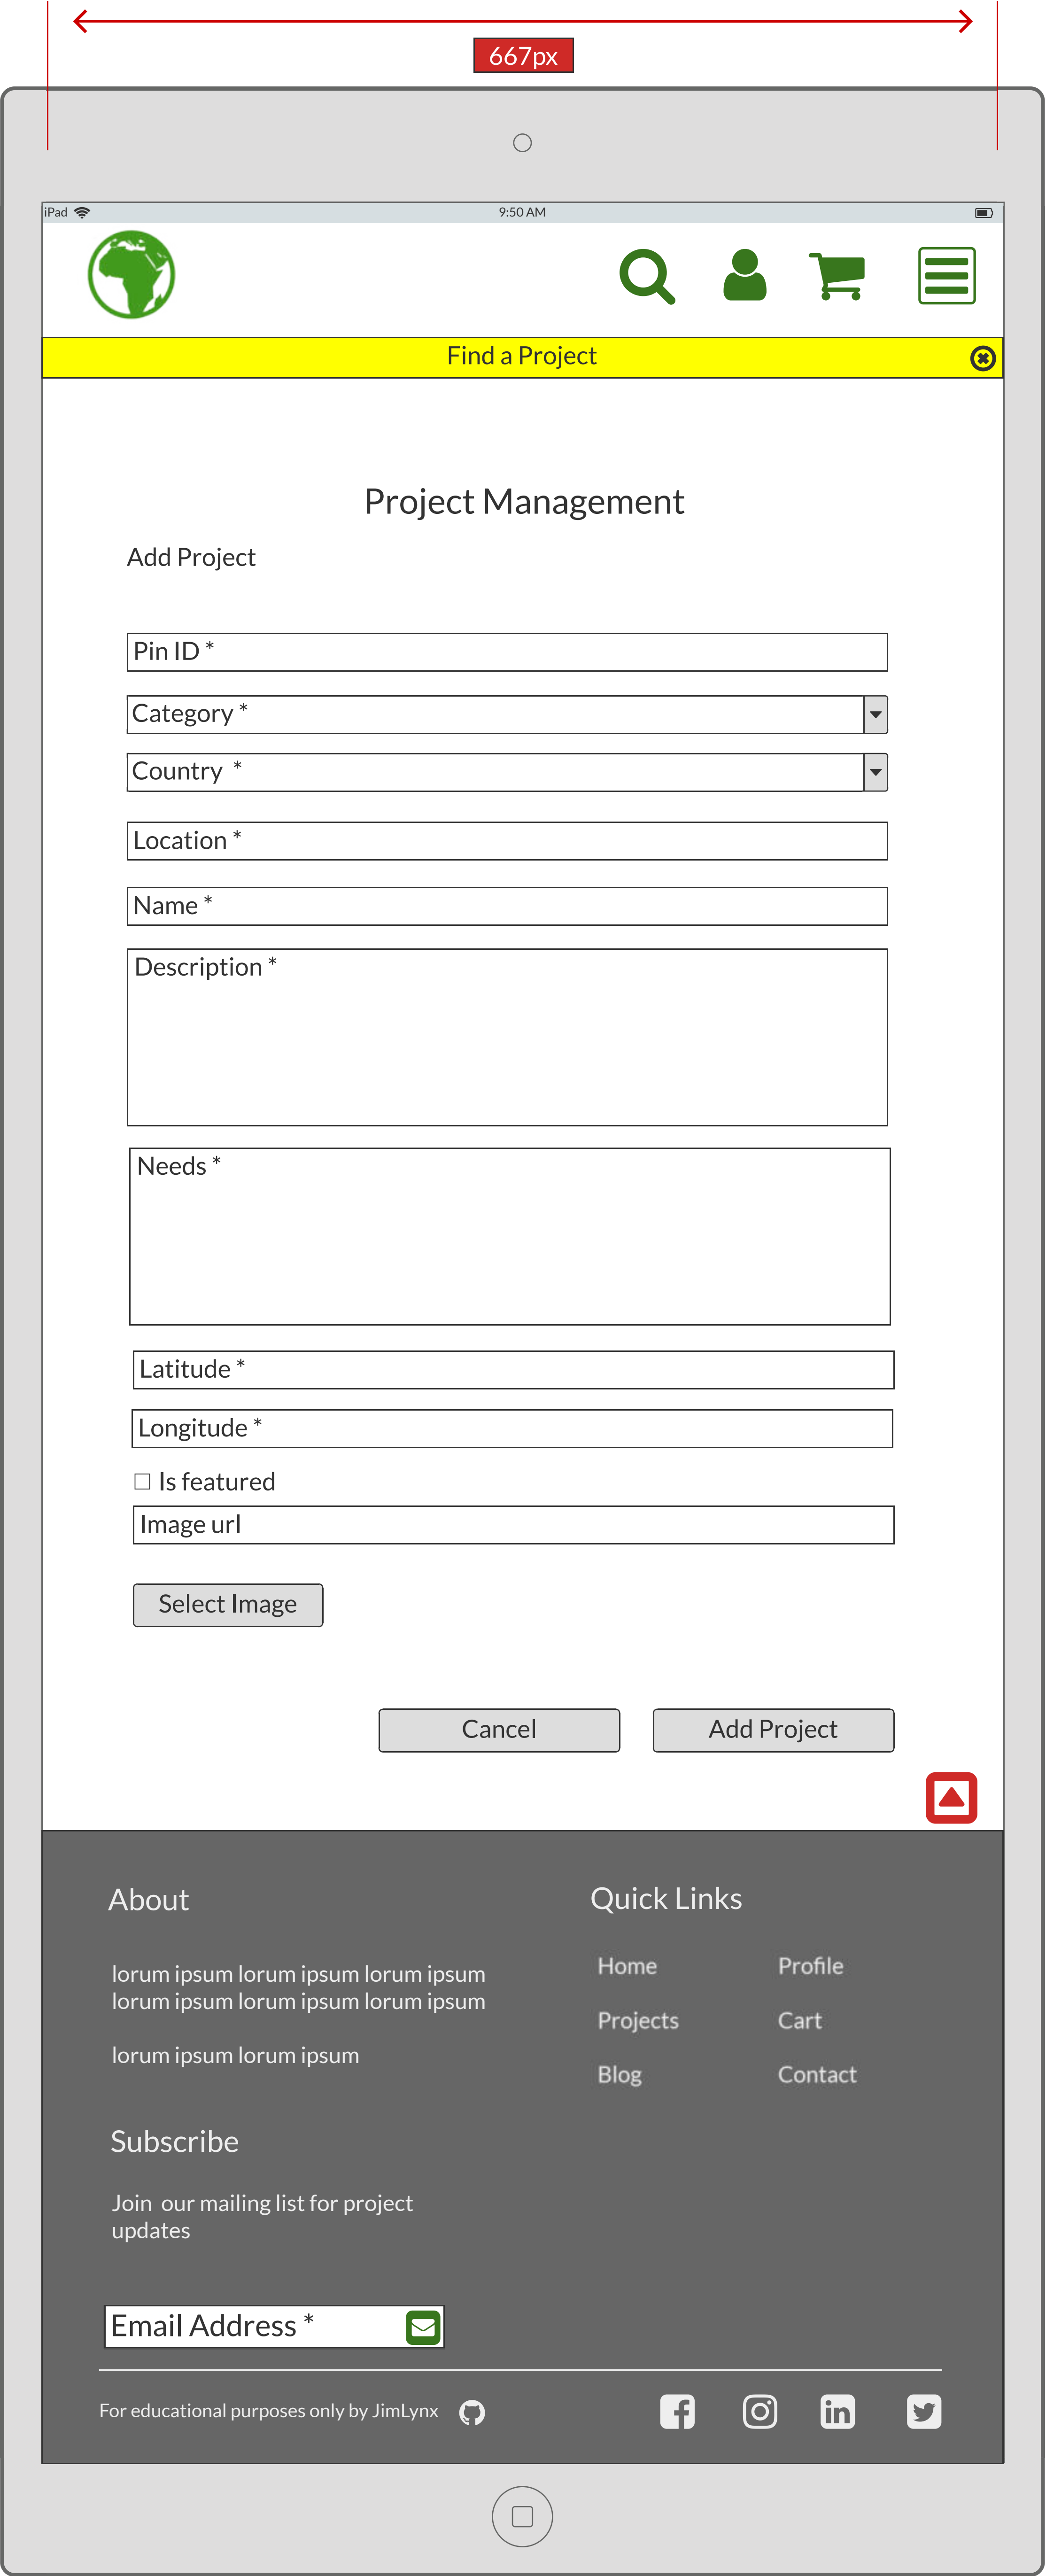 667px
iPad
9:50 AM
Find a Project
Project Management
Add Project
Pin ID *
Category *
Country *
Location *
Name *
Description *
Needs *
Latitude *
Longitude *
Is featured
Image url
Select Image
Cancel
Add Project
About
lorum ipsum lorum ipsum lorum ipsum
lorum ipsum lorum ipsum lorum ipsum
lorum ipsum lorum ipsum
Quick Links
Home
Profile
Projects
Cart
Blog
Contact
Subscribe
Join our mailing list for project
updates
Email Address *
For educational purposes only by JimLynx